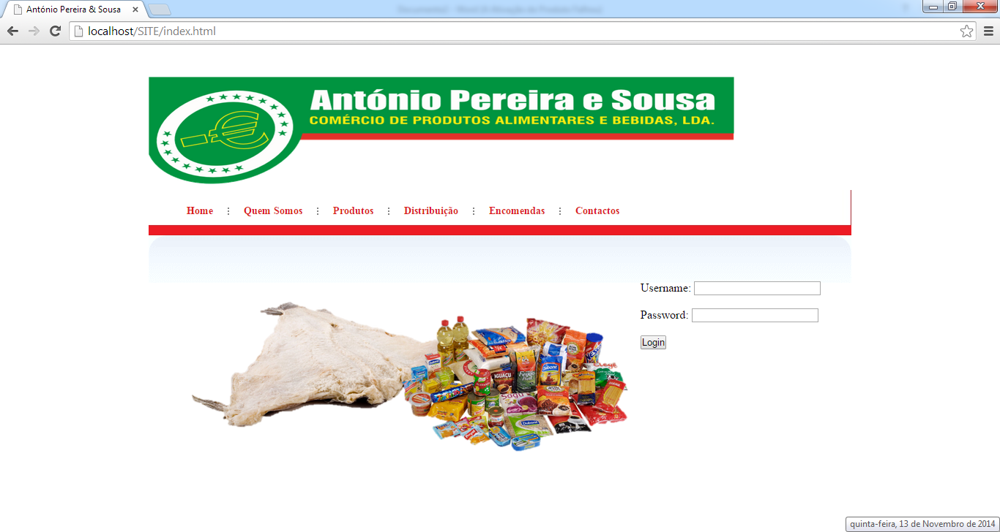 António Pereira & Sousa
localhost/SITE/index.html
António Pereira e Sousa
COMÉRCIO DE PRODUTOS ALIMENTARES E BEBIDAS, LDA.
Home Quem Somos Produtos Distribuição Encomendas Contactos
Username:
Password:
Login
quinta-feira, 13 de Novembro de 2014